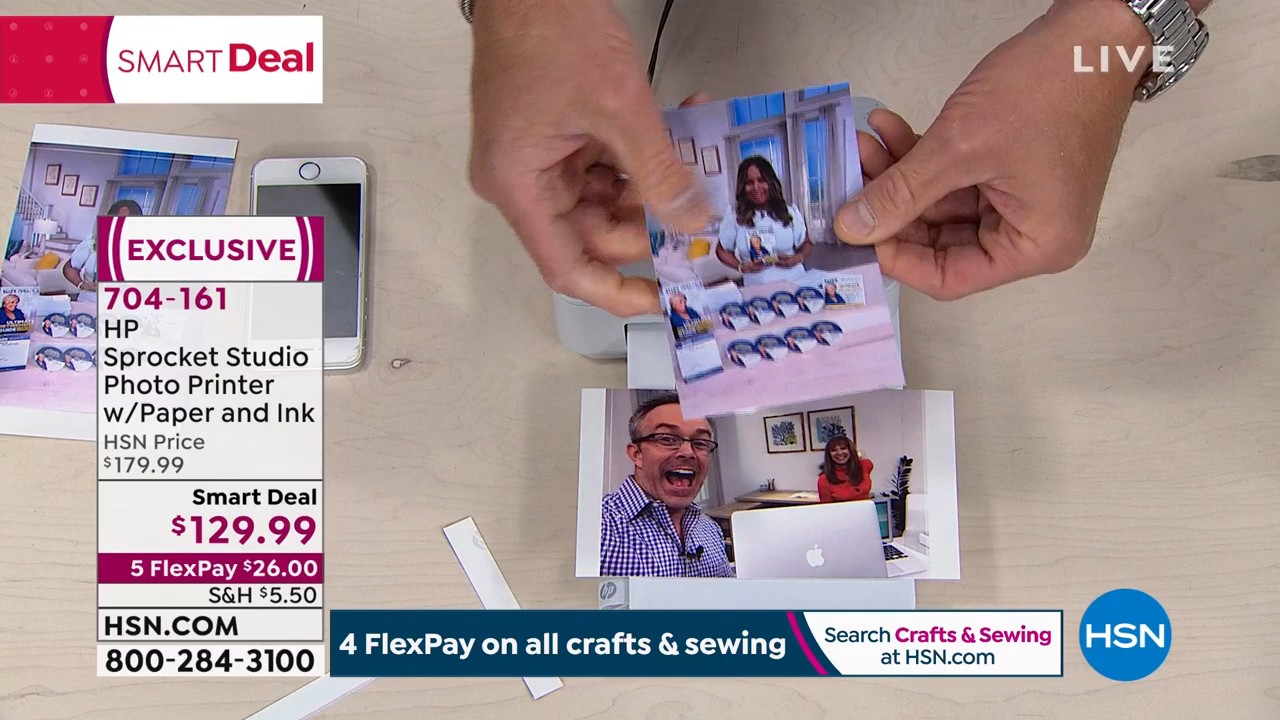 SMART Deal
LIVE
((EXCLUSIVE))
704-161
HP
Sprocket Studio
Photo Printer
w/Paper and Ink
HSN Price
$179.99
Smart Deal
$129.99
5 FlexPay $26.00
S&H $5.50
HSN.COM
800-284-3100
ULTIMATE
hp
4 FlexPay on all crafts & sewing
Search Crafts & Sewing
at HSN.com
HSN